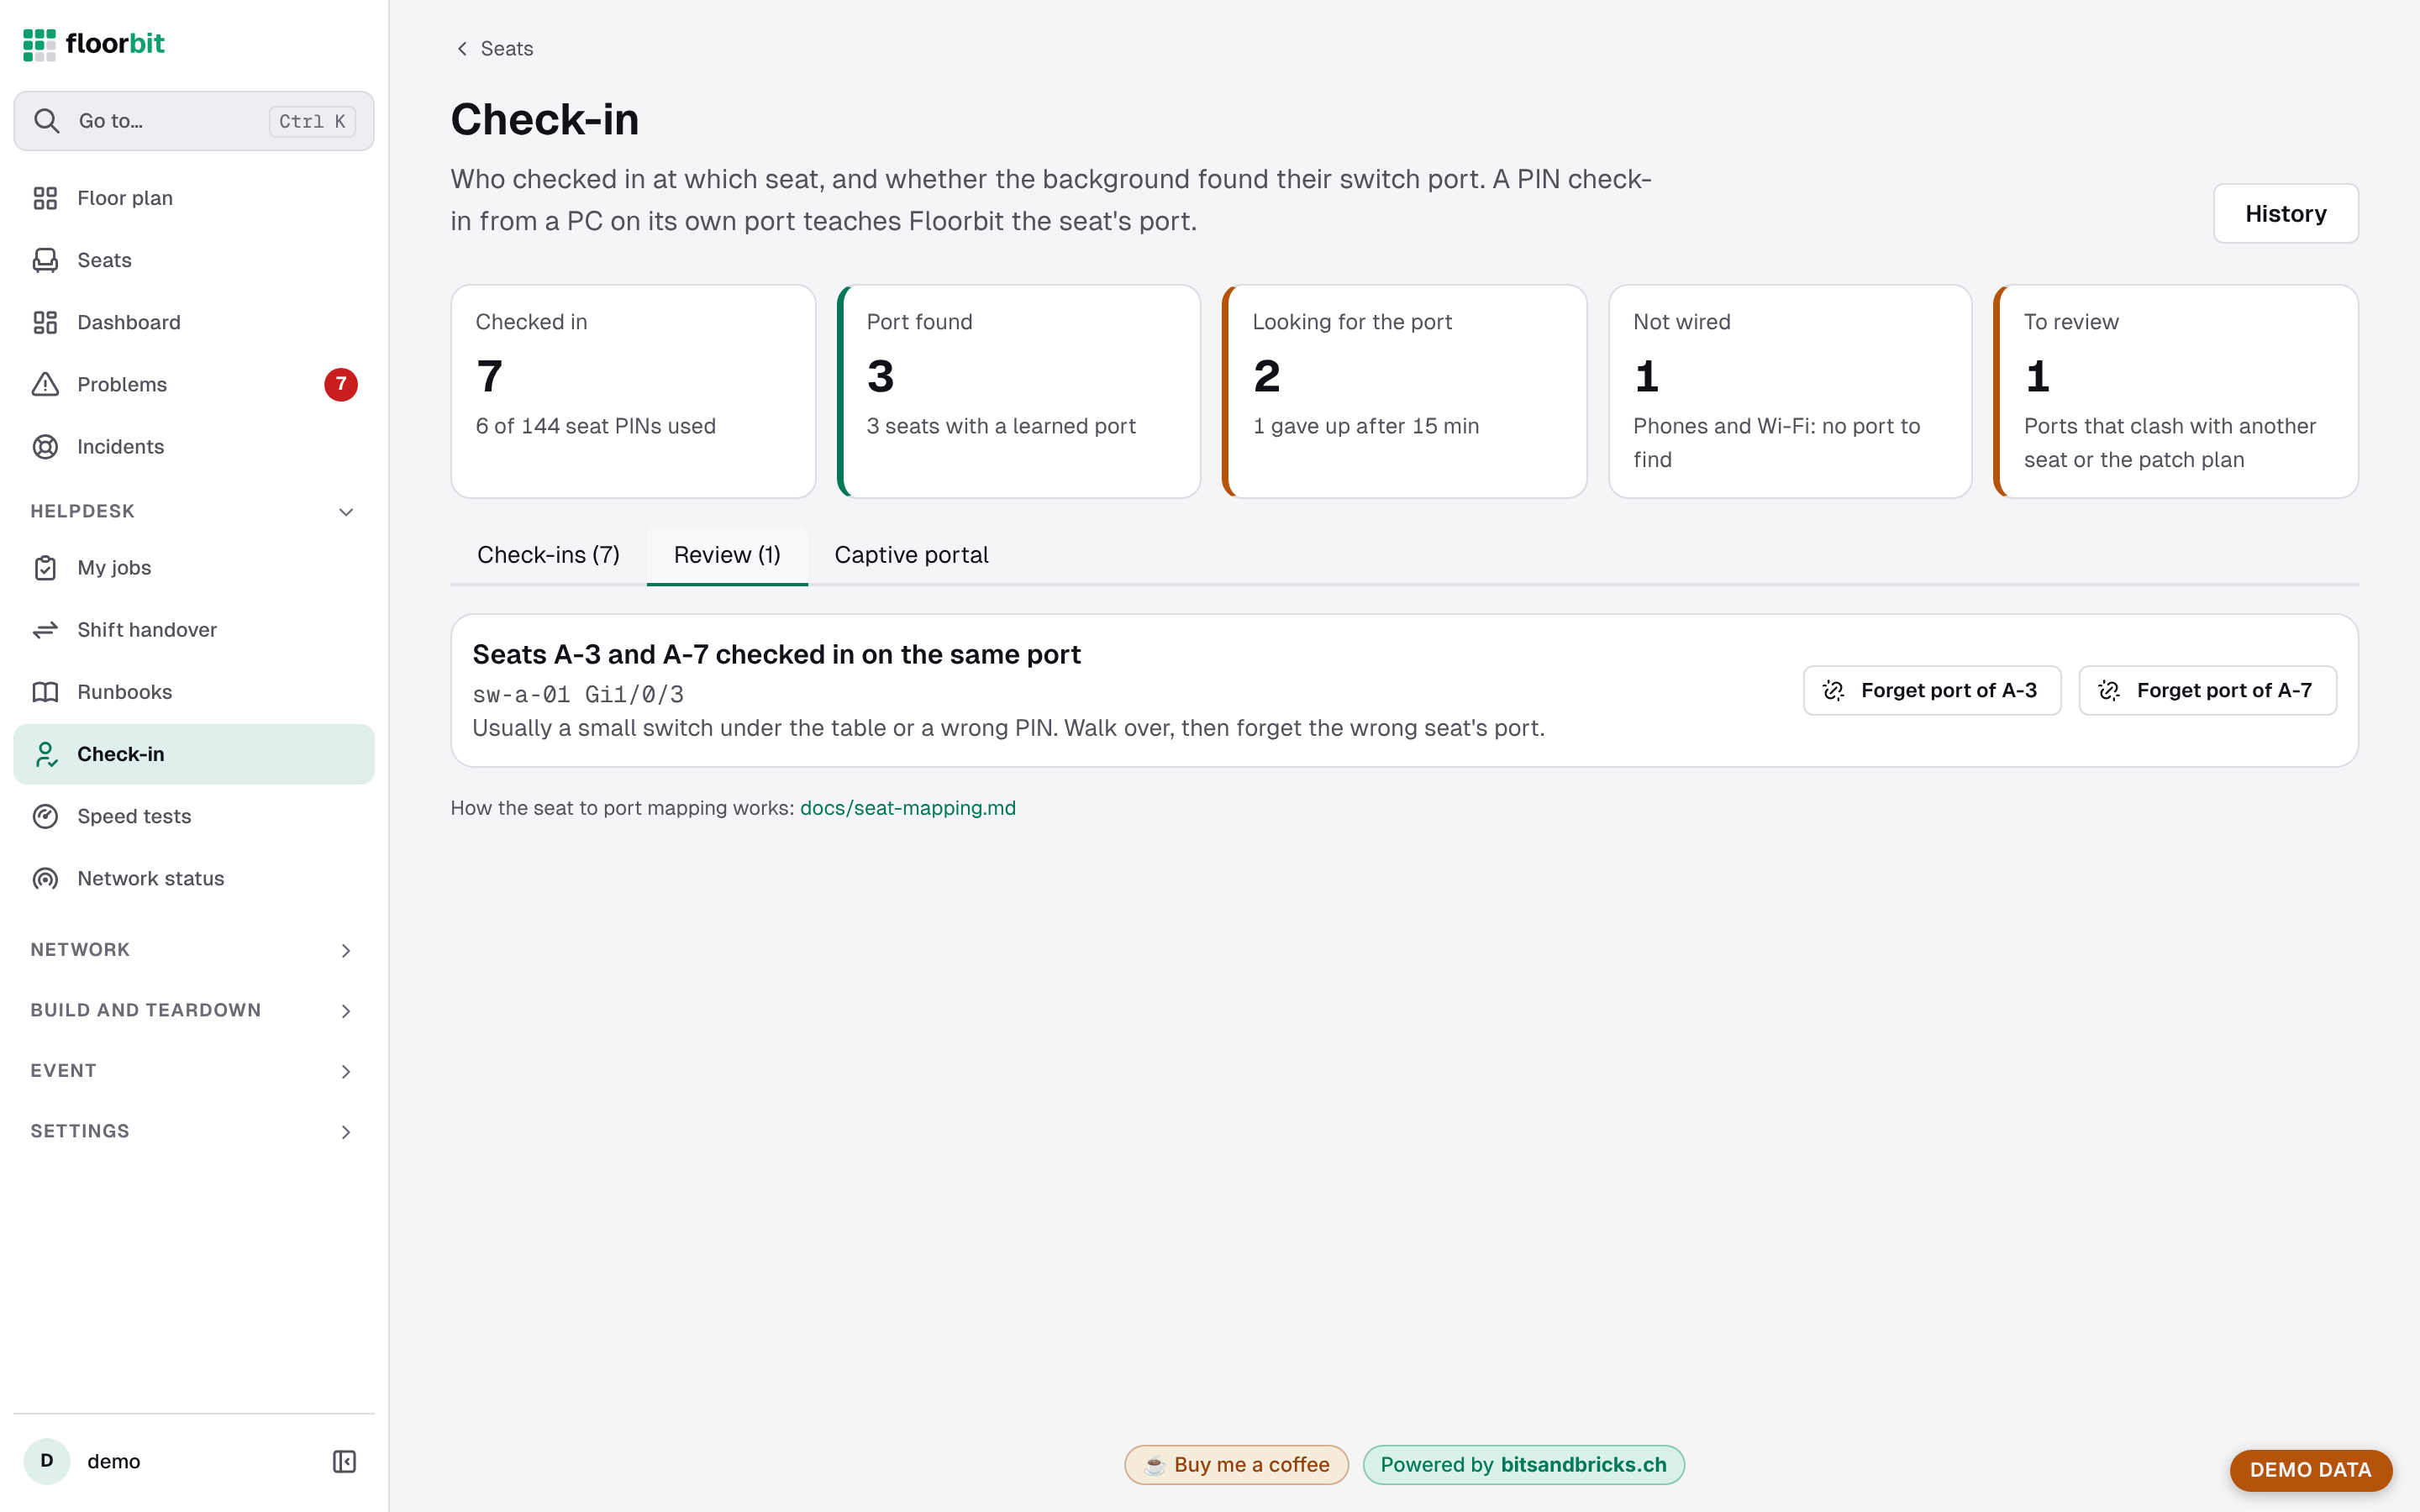 floorbit
Go to...
Ctrl K
Floor plan
Seats
Dashboard
Problems
7
Incidents
HELPDESK
My jobs
Shift handover
Runbooks
Check-in
Speed tests
Network status
NETWORK
BUILD AND TEARDOWN
EVENT
SETTINGS
D
demo
Seats
Check-in
Who checked in at which seat, and whether the background found their switch port. A PIN check-
in from a PC on its own port teaches Floorbit the seat's port.
History
Checked in
7
6 of 144 seat PINs used
Port found
3
3 seats with a learned port
Looking for the port
2
1 gave up after 15 min
Not wired
1
Phones and Wi-Fi: no port to
find
To review
1
Ports that clash with another
seat or the patch plan
Check-ins (7)
Review (1)
Captive portal
Seats A-3 and A-7 checked in on the same port
sw-a-01 Gi1/0/3
Usually a small switch under the table or a wrong PIN. Walk over, then forget the wrong seat's port.
Forget port of A-3
Forget port of A-7
How the seat to port mapping works: docs/seat-mapping.md
Buy me a coffee
Powered by bitsandbricks.ch
DEMO DATA